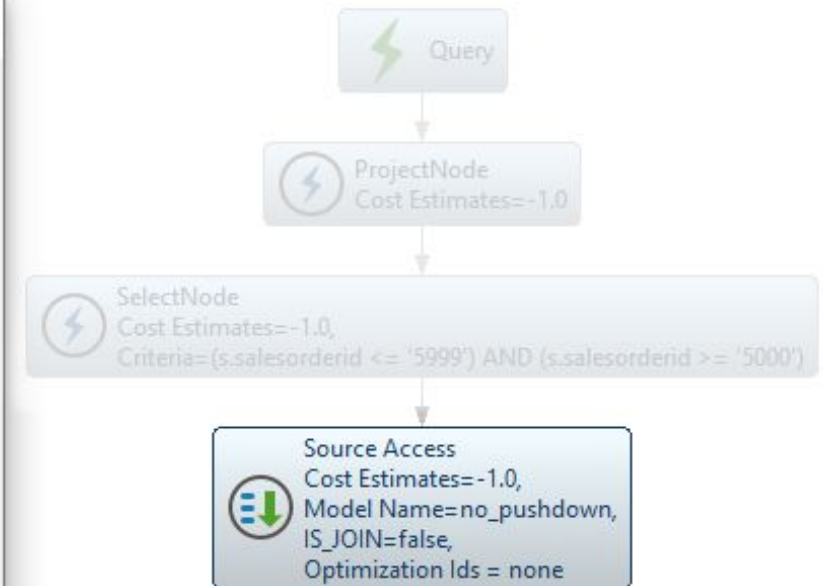 Query
ProjectNode
Cost Estimates=-1.0
SelectNode
Cost Estimates=-1.0,
Criteria=(s.salesorderid <= '5999') AND (s.salesorderid >= '5000')
Source Access
Cost Estimates=-1.0,
Model Name=no_pushdown,
IS_JOIN=false,
Optimization Ids = none